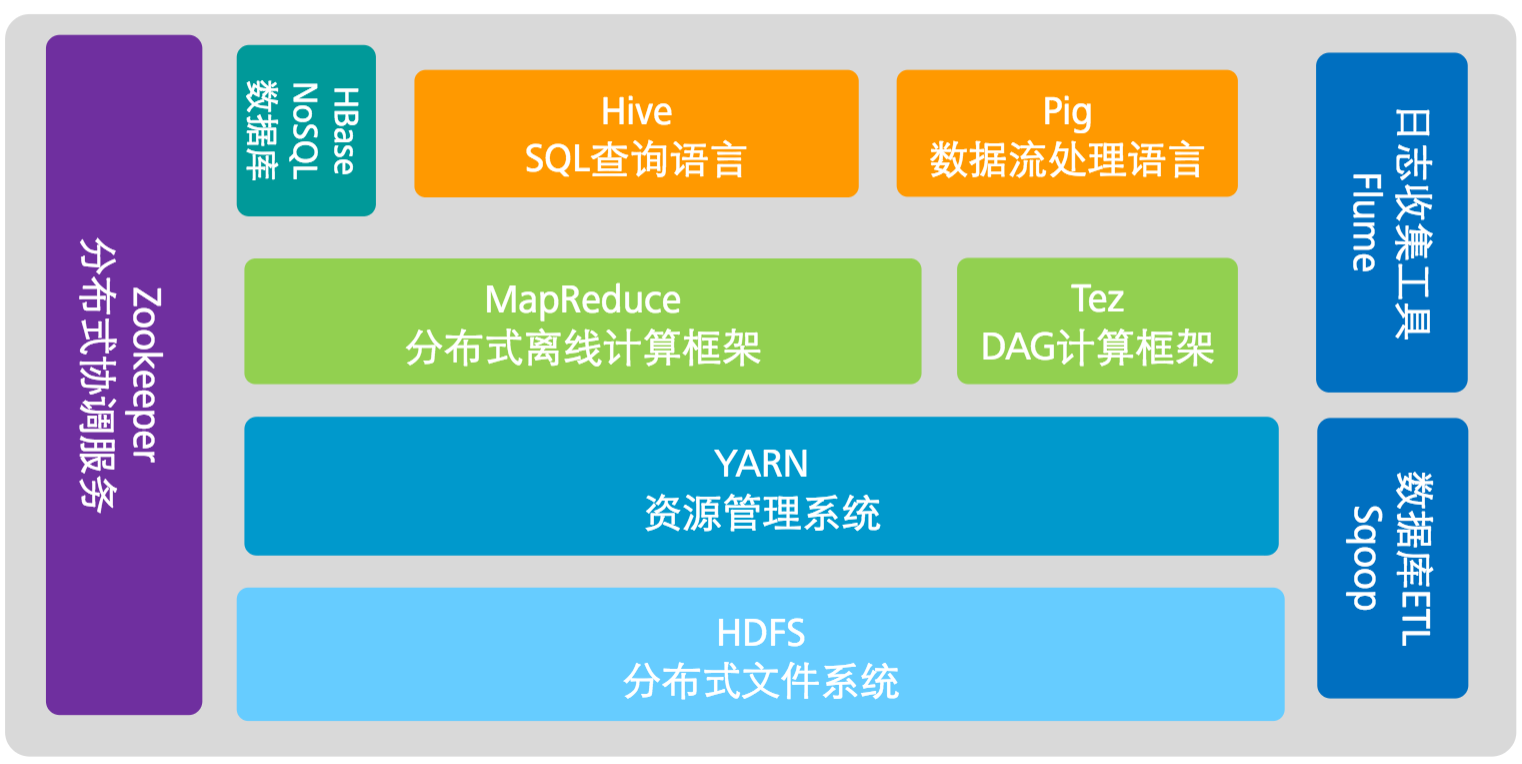 Zookeeper
分布式协调服务
HBase
NoSQL
数据库
Hive
SQL查询语言
Pig
数据流处理语言
MapReduce
分布式离线计算框架
Tez
DAG计算框架
YARN
资源管理系统
HDFS
分布式文件系统
日志收集工具
Flume
数据库ETL
Sqoop